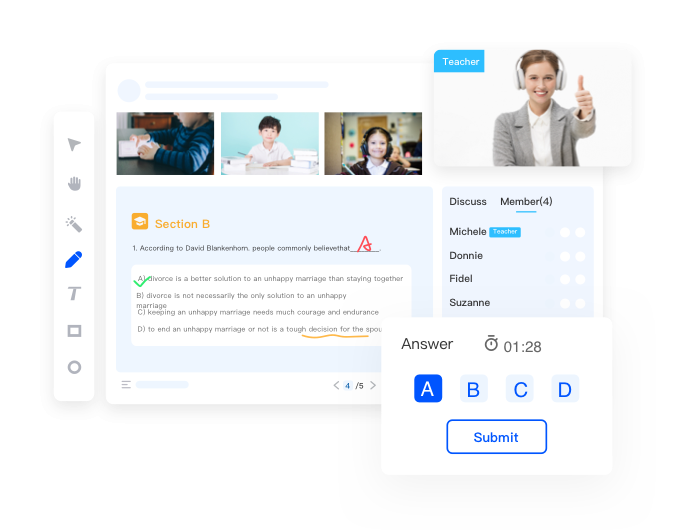 Teacher
Discuss Member(4)
Section B
Michele Teacher
1. According to David Blankenhorn. people commonly believethat A.
Donnie
A) divorce is a better solution to an unhappy marriage than staying together
Fidel
B) divorce is not necessarily the only solution to an unhappy
marriage
Suzanne
C) keeping an unhappy marriage needs much courage and endurance
D) to end an unhappy marriage or not is a tough decision for the spou
Answer 01:28
A B C D
Submit
T
4 /5